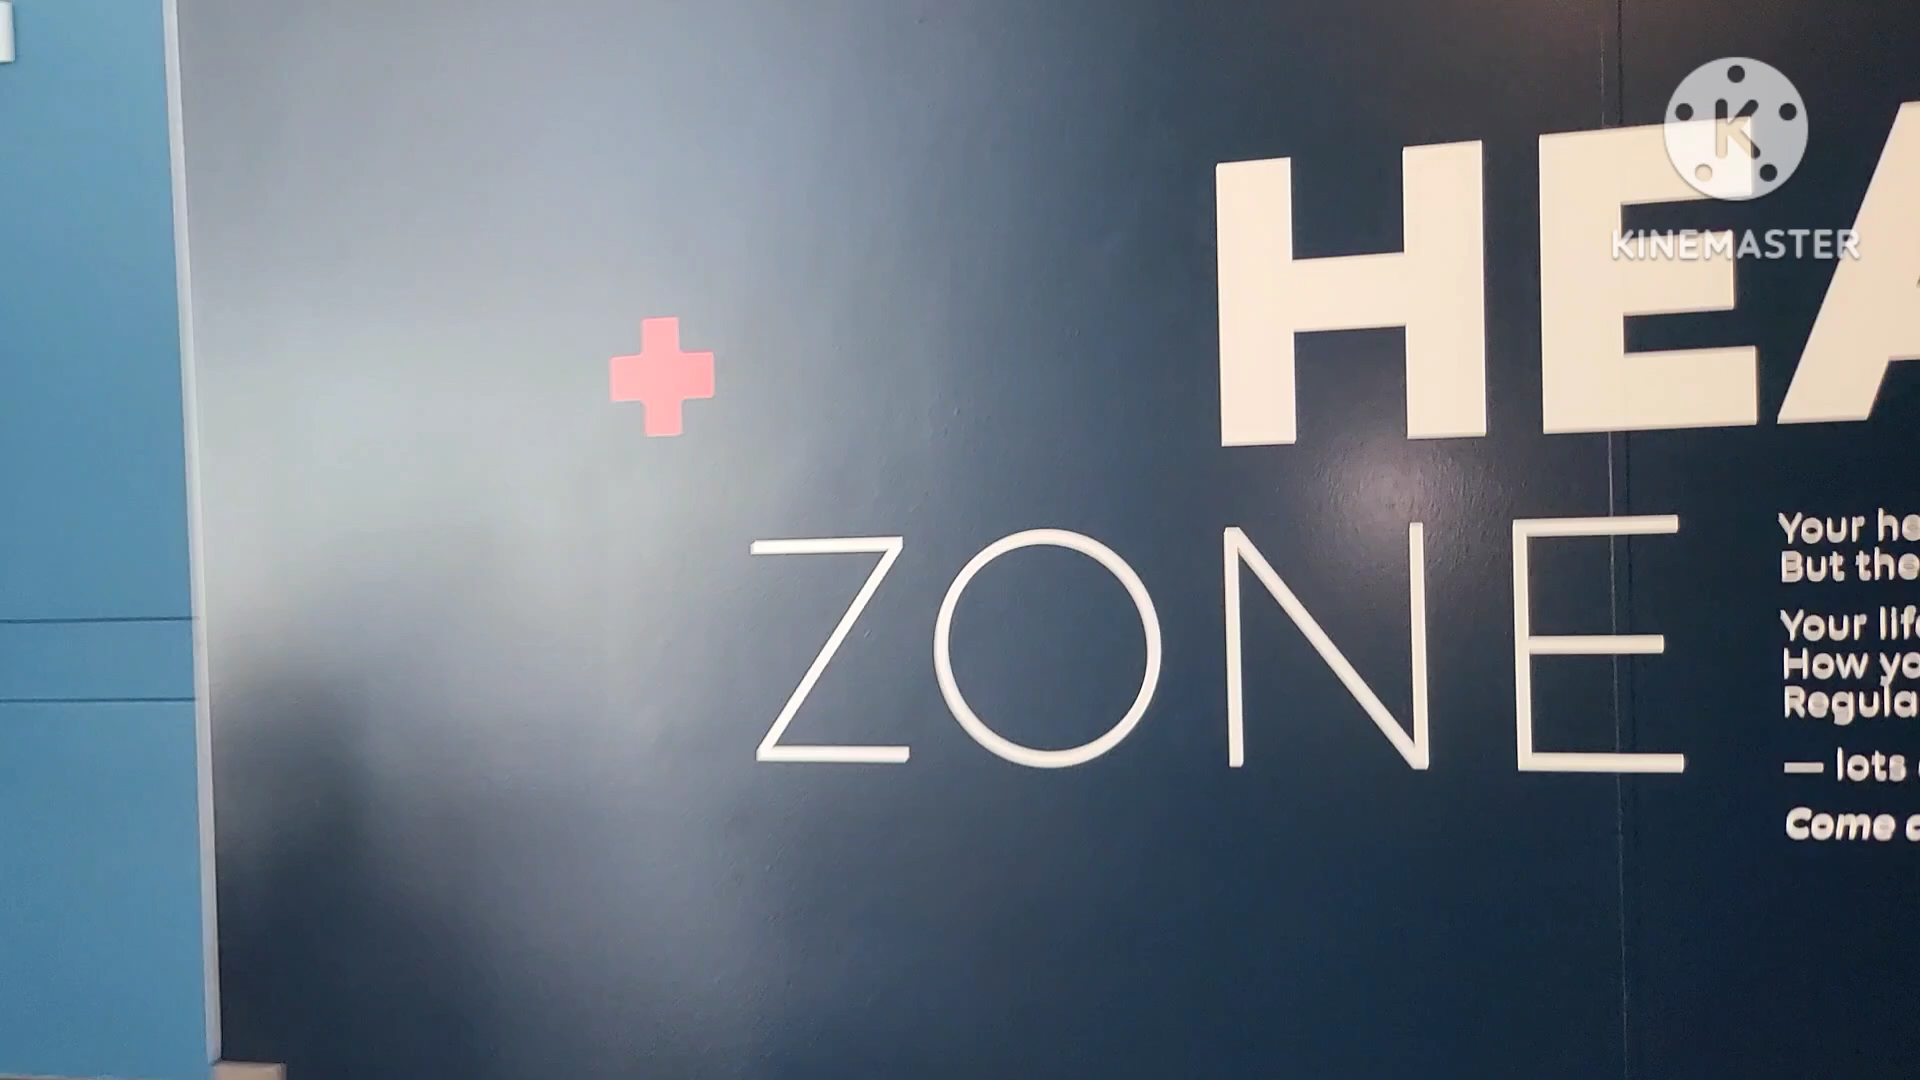 HEA
ZONE
Your he
But the
Your life
How yo
Regula
— lots
Come
K
KINEMASTER